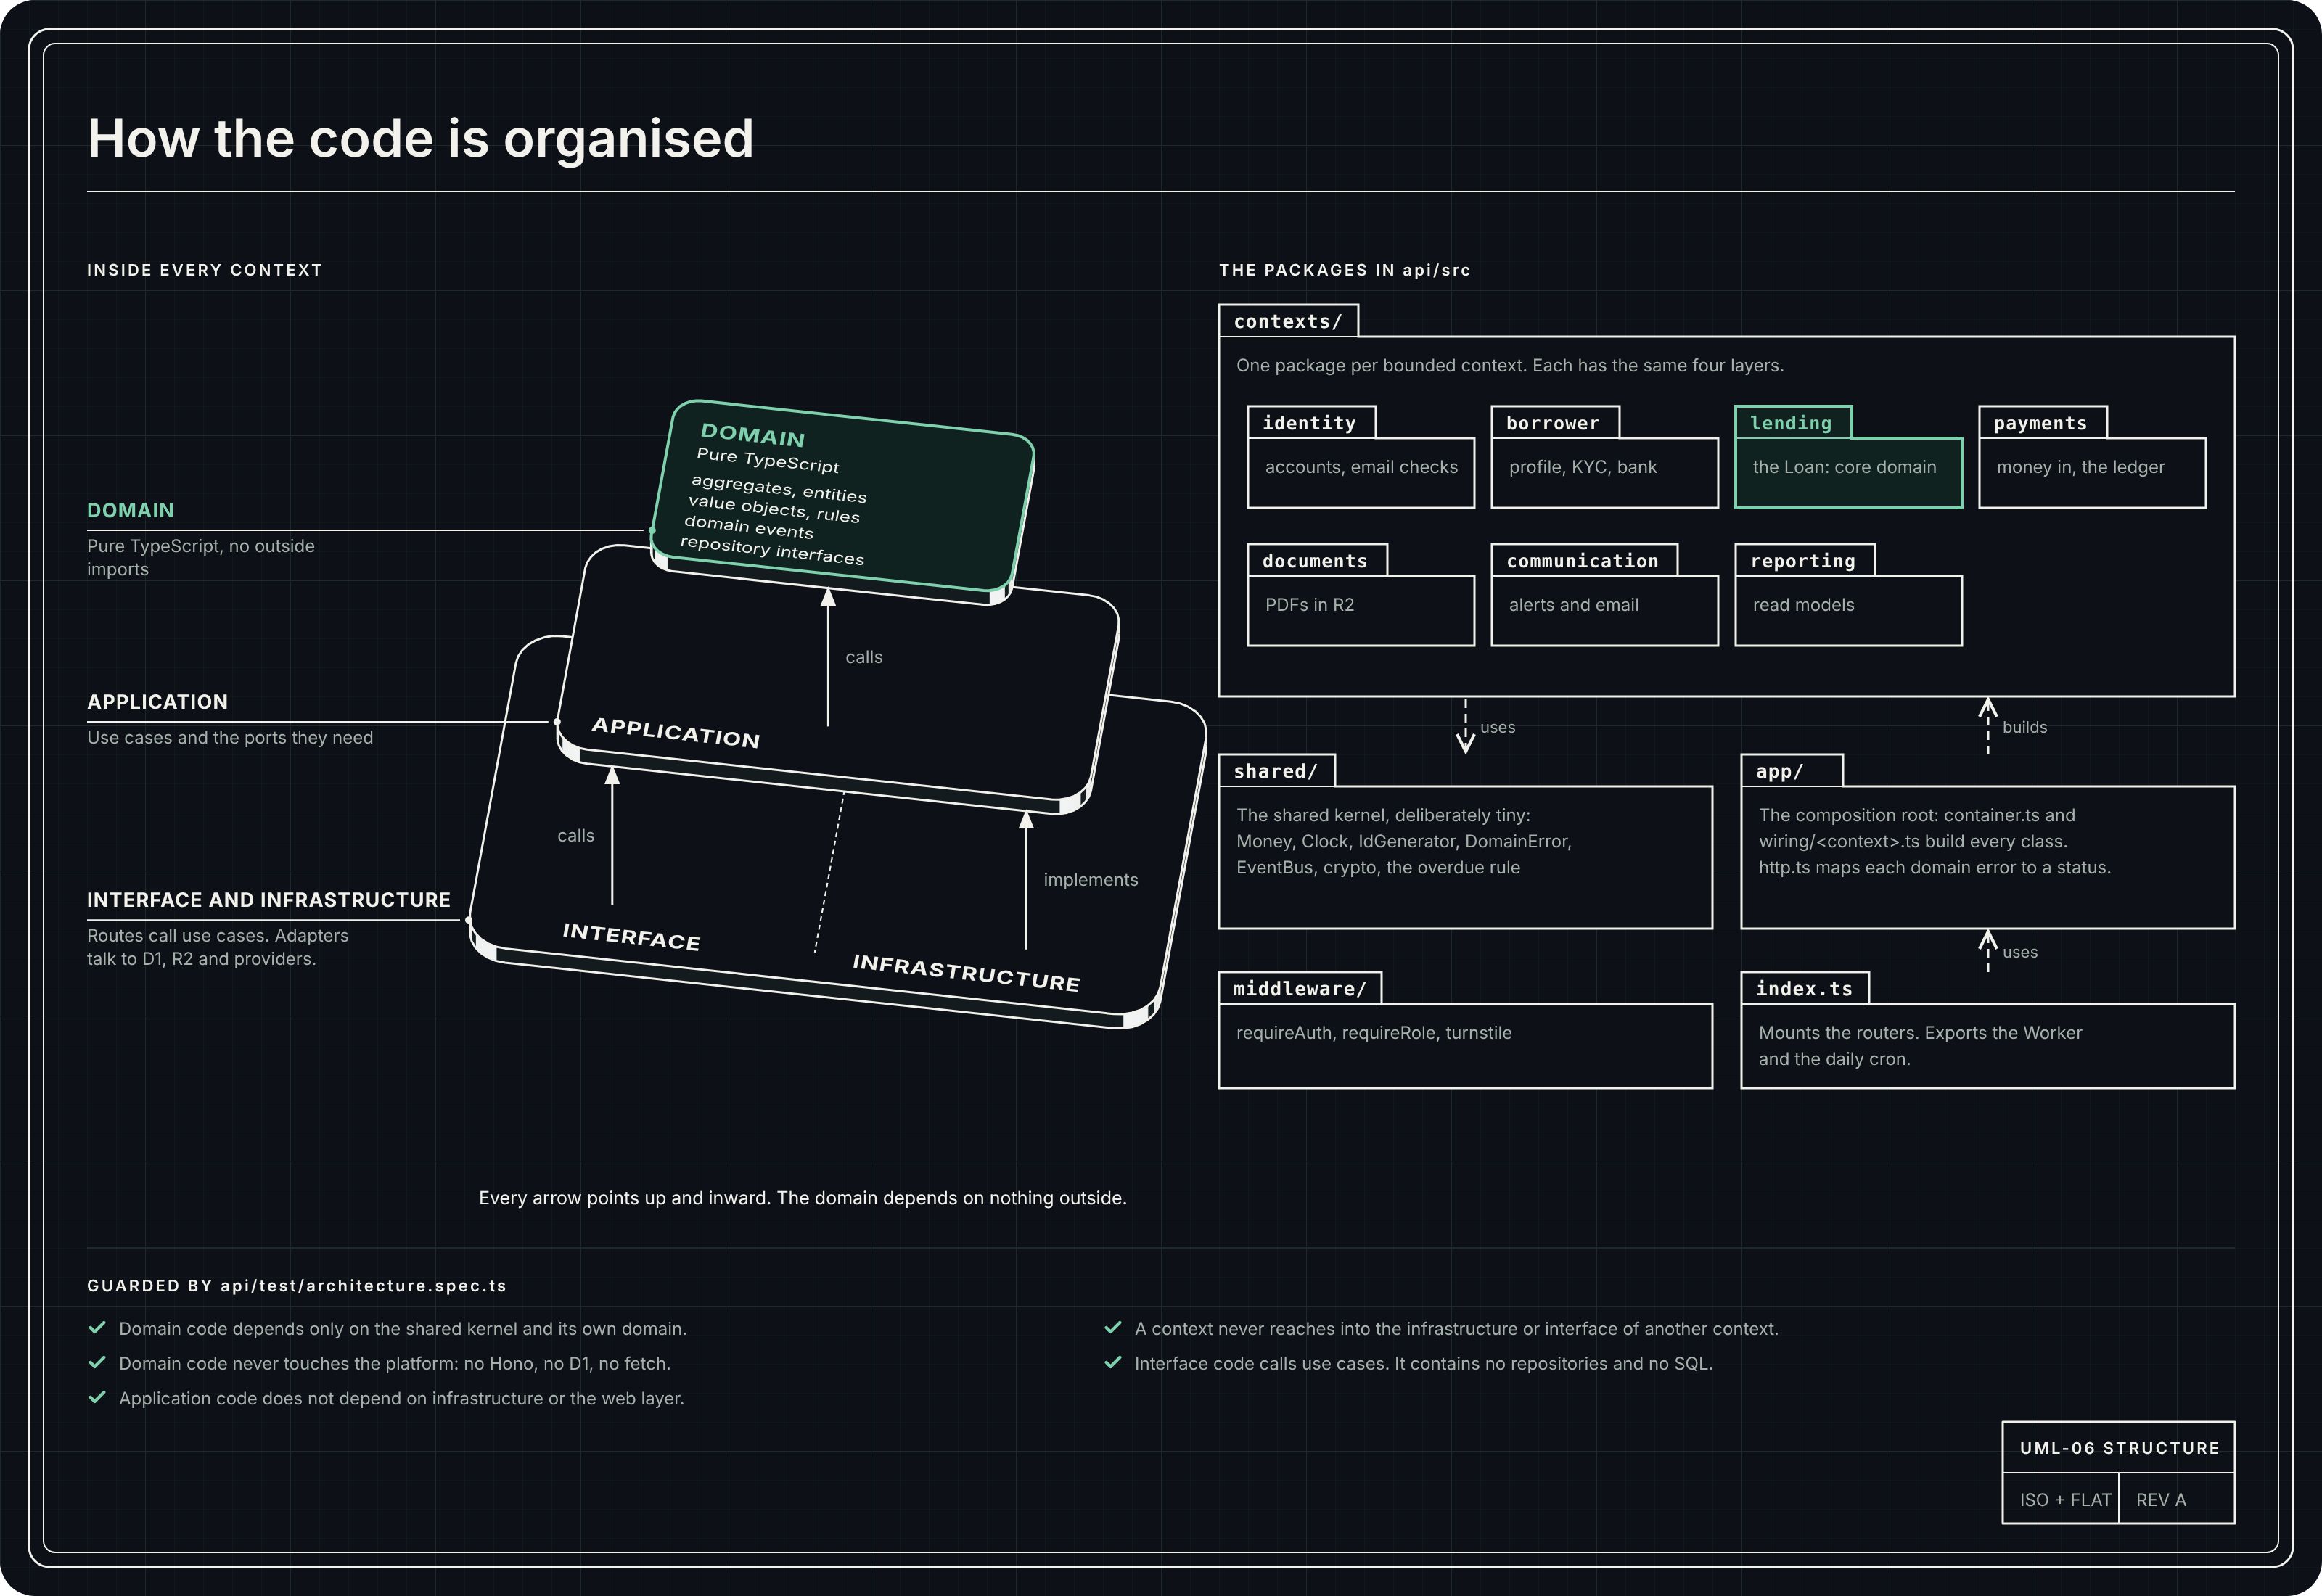 How the code is organised
INSIDE EVERY CONTEXT
DOMAIN
Pure TypeScript
aggregates, entities
value objects, rules
domain events
repository interfaces
DOMAIN
Pure TypeScript, no outside
imports
calls
APPLICATION
APPLICATION
Use cases and the ports they need
calls
implements
INTERFACE AND INFRASTRUCTURE
Routes call use cases. Adapters
talk to D1, R2 and providers.
INTERFACE
INFRASTRUCTURE
Every arrow points up and inward. The domain depends on nothing outside.
THE PACKAGES IN api/src
contexts/
One package per bounded context. Each has the same four layers.
identity
accounts, email checks
borrower
profile, KYC, bank
lending
the Loan: core domain
payments
money in, the ledger
documents
PDFs in R2
communication
alerts and email
reporting
read models
uses
builds
shared/
The shared kernel, deliberately tiny:
Money, Clock, IdGenerator, DomainError,
EventBus, crypto, the overdue rule
app/
The composition root: container.ts and
wiring/<context>.ts build every class.
http.ts maps each domain error to a status.
uses
middleware/
requireAuth, requireRole, turnstile
index.ts
Mounts the routers. Exports the Worker
and the daily cron.
GUARDED BY api/test/architecture.spec.ts
Domain code depends only on the shared kernel and its own domain.
Domain code never touches the platform: no Hono, no D1, no fetch.
Application code does not depend on infrastructure or the web layer.
A context never reaches into the infrastructure or interface of another context.
Interface code calls use cases. It contains no repositories and no SQL.
UML-06 STRUCTURE
ISO + FLAT
REV A